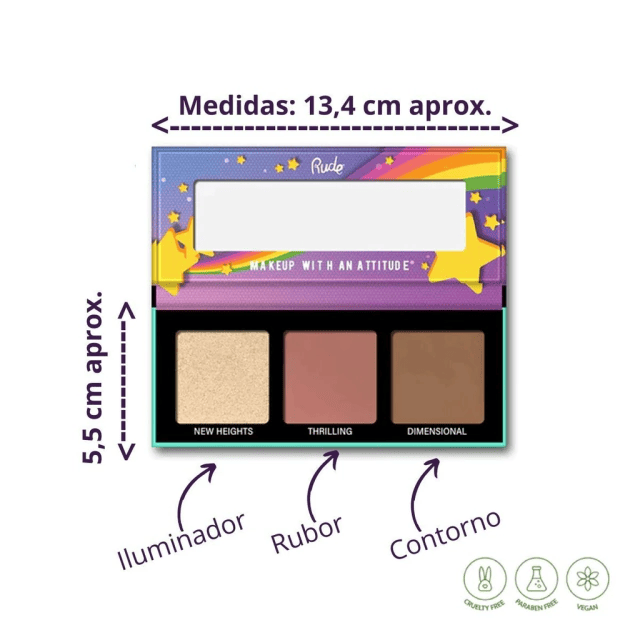 Medidas: 13,4 cm aprox.
Rude
MAKEUP WITH AN ATTITUDE®
5,5 cm aprox.
NEW HEIGHTS
THRILLING
DIMENSIONAL
Iluminador
Rubor
Contorno
CRUELTY FREE
PARABEN FREE
VEGAN